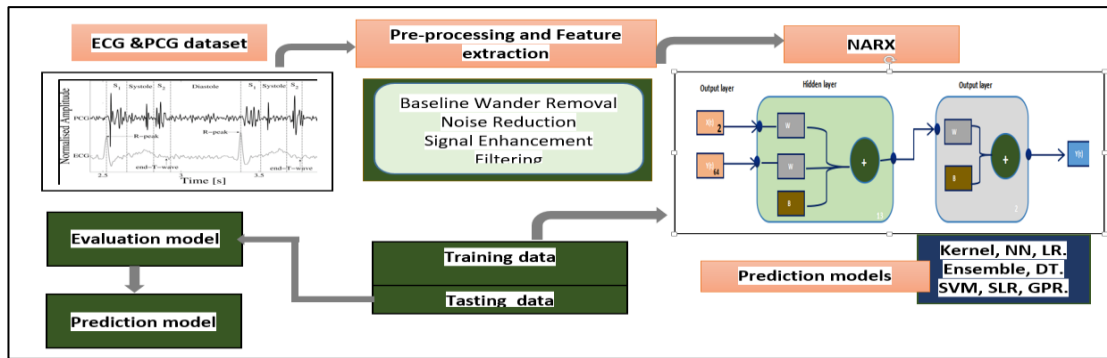 ECG &PCG dataset
Pre-processing and Feature
extraction
NARX
S1 Systole S2 Diastole S1 Systole S2
Normalised Amplitude
PCG
R-peak R-peak
ECG
end-T-wave end-T-wave
2.5 3 3.5
Time [s]
Baseline Wander Removal
Noise Reduction
Signal Enhancement
Filtering
Output layer Hidden layer Output layer
2
W
W
64
W
B
B
+
+
2
Evaluation model
Prediction model
Training data
Tasting data
Prediction models
Kernel, NN, LR.
Ensemble, DT.
SVM, SLR, GPR.